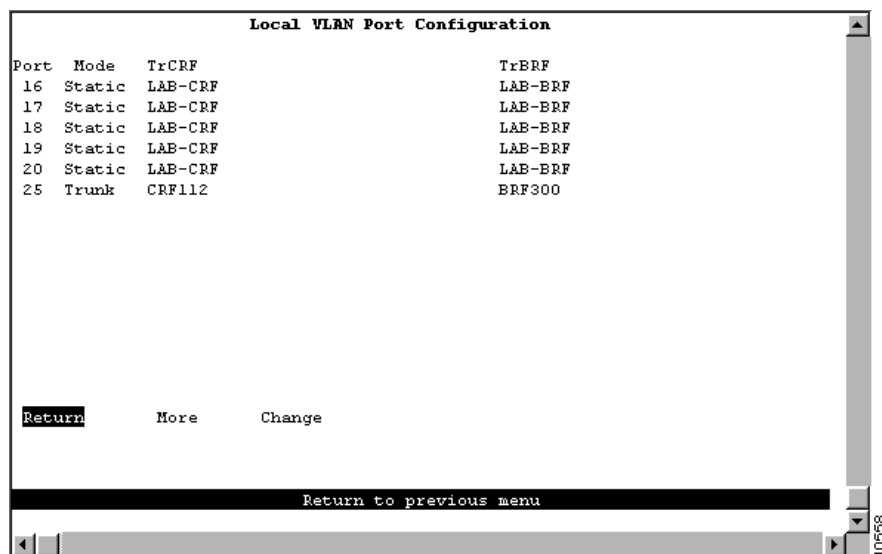 Local VLAN Port Configuration
Port Mode TrCRF TrBRF
16 Static LAB-CRF LAB-BRF
17 Static LAB-CRF LAB-BRF
18 Static LAB-CRF LAB-BRF
19 Static LAB-CRF LAB-BRF
20 Static LAB-CRF LAB-BRF
25 Trunk CRF112 BRF300
Return More Change
Return to previous menu